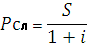 Pсл = S / (1 + i)